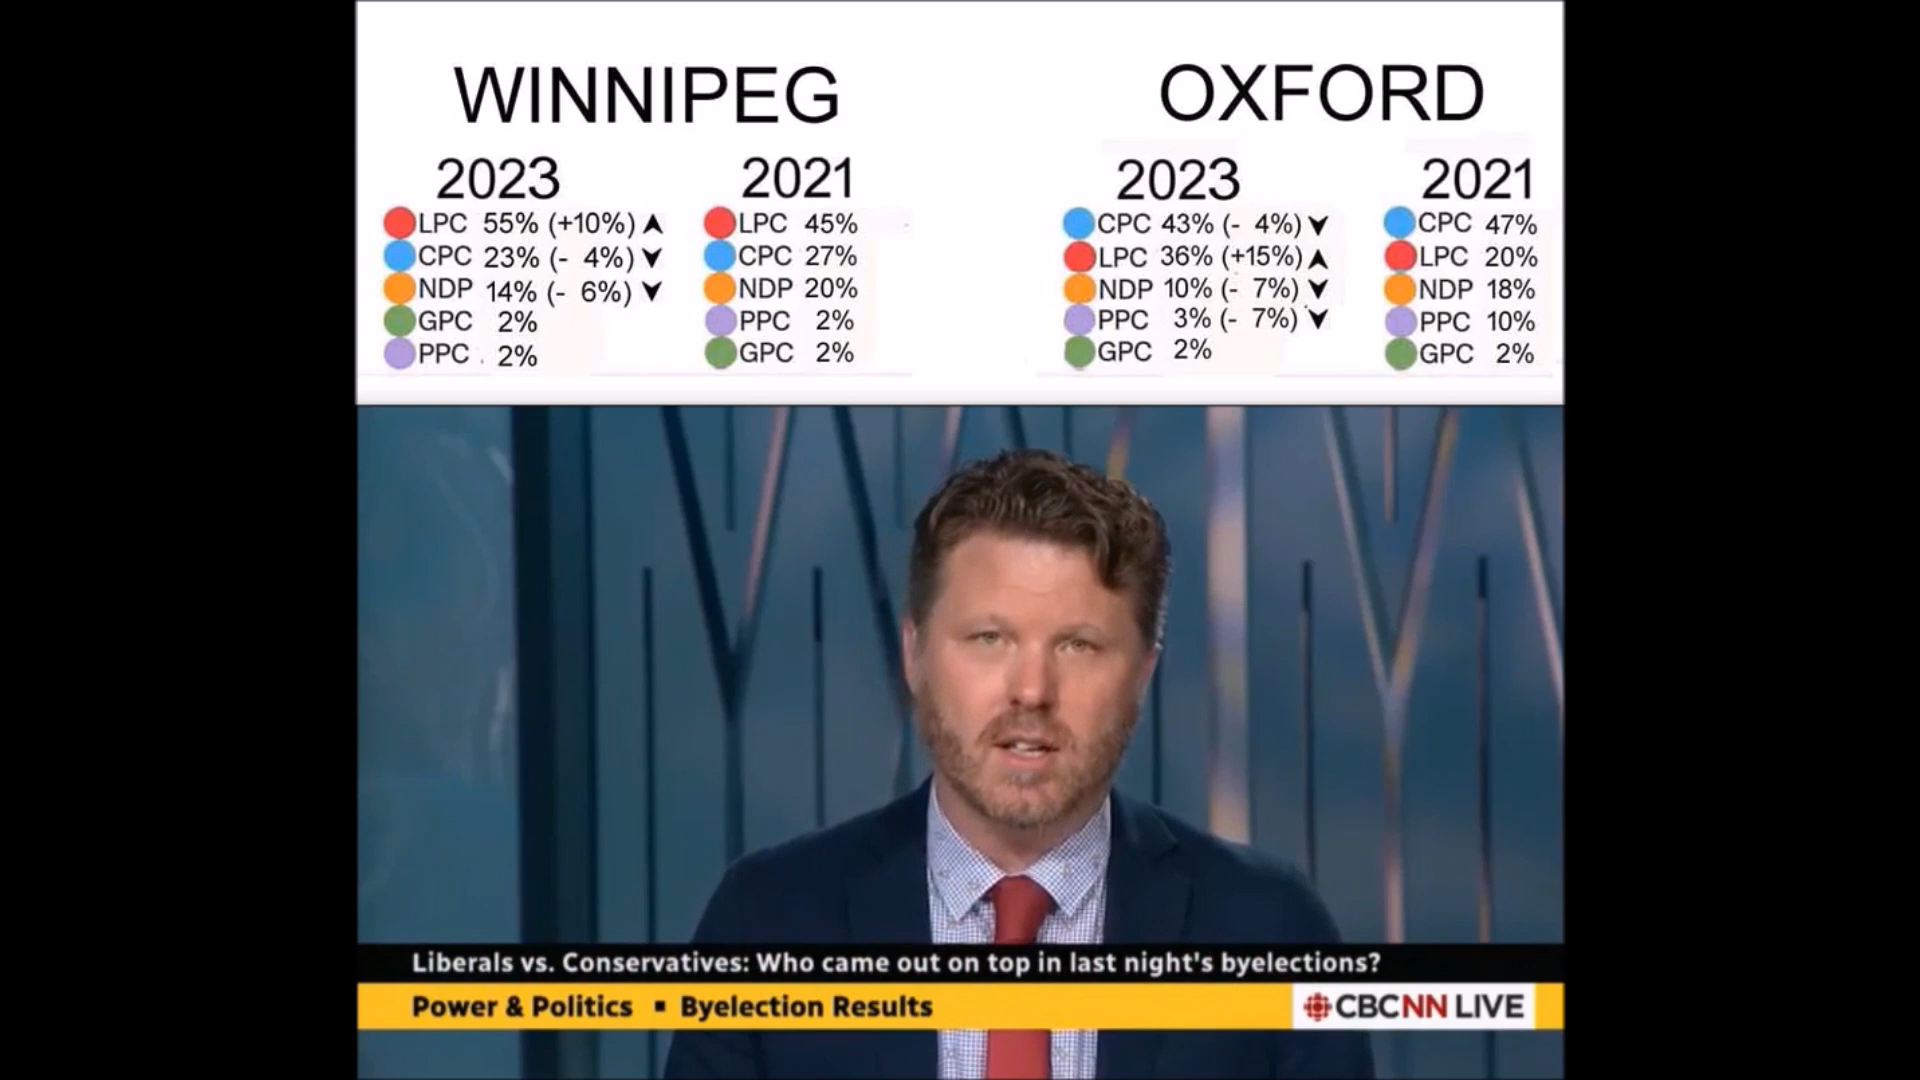 WINNIPEG
2023
LPC 55% (+10%)
CPC 23% (- 4%)
NDP 14% (- 6%)
GPC 2%
PPC . 2%
2021
LPC 45%
CPC 27%
NDP 20%
PPC 2%
GPC 2%
OXFORD
2023
CPC 43% (- 4%)
LPC 36% (+15%)
NDP 10% (- 7%)
PPC 3% (- 7%)
GPC 2%
2021
CPC 47%
LPC 20%
NDP 18%
PPC 10%
GPC 2%
Liberals vs. Conservatives: Who came out on top in last night's byelections?
Power & Politics ▪ Byelection Results
CBCNN LIVE